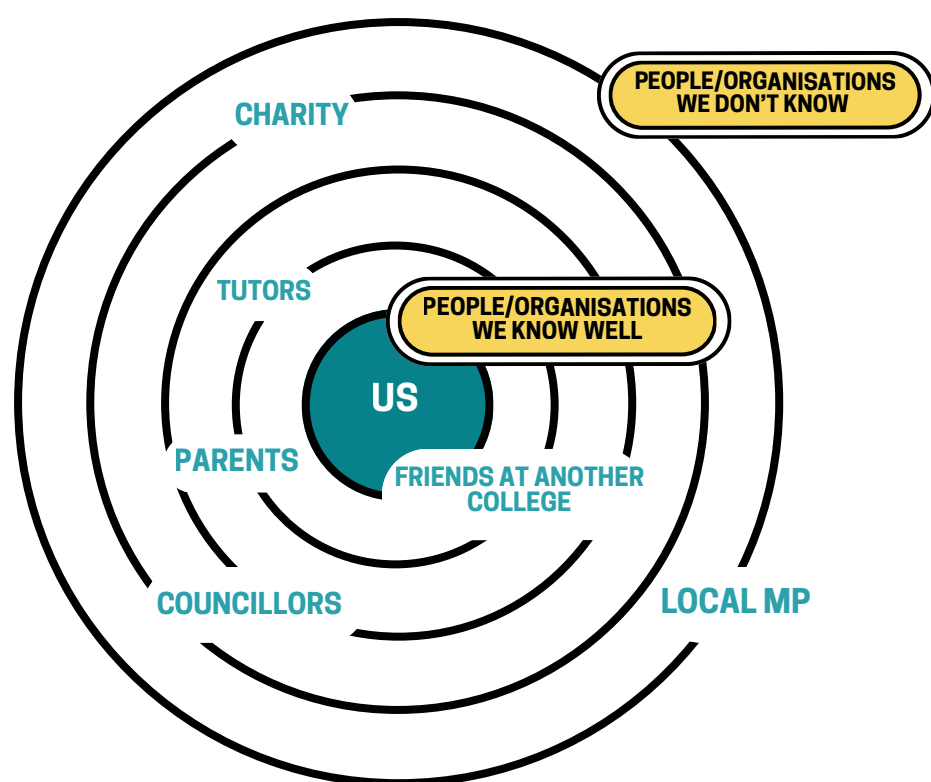 PEOPLE/ORGANISATIONS
WE DON'T KNOW
CHARITY
TUTORS
PEOPLE/ORGANISATIONS
WE KNOW WELL
US
PARENTS
FRIENDS AT ANOTHER
COLLEGE
COUNCILLORS
LOCAL MP